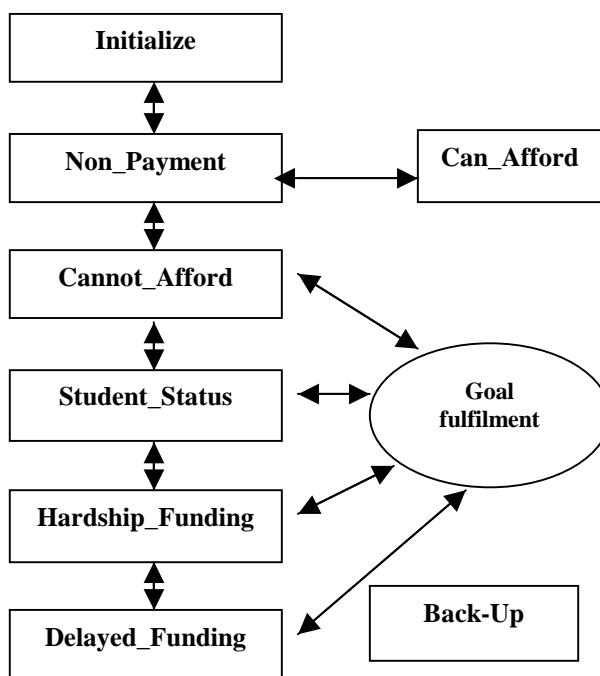 Initialize
Non_Payment
Can_Afford
Cannot_Afford
Student_Status
Goal
fulfilment
Hardship_Funding
Back-Up
Delayed_Funding